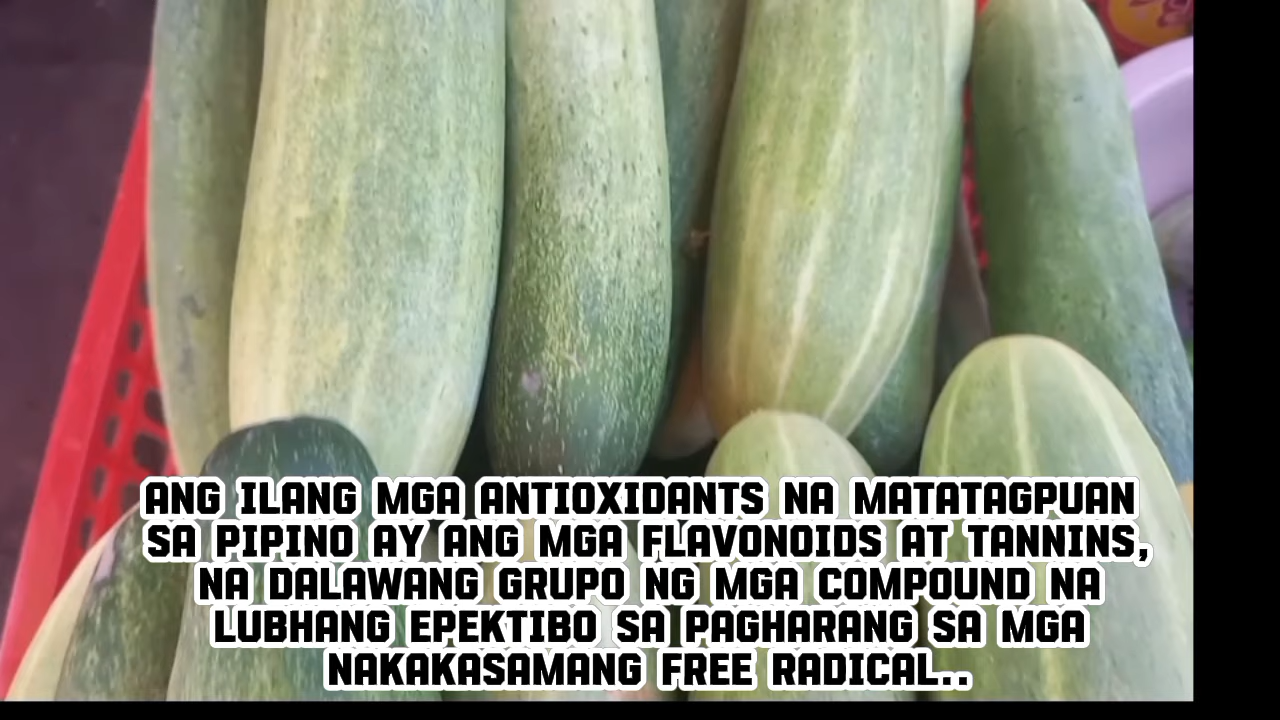 ANG ILANG MGA ANTIOXIDANTS NA MATATAGPUAN
SA PIPINO AY ANG MGA FLAVONOIDS AT TANNINS,
NA DALAWANG GRUPO NG MGA COMPOUND NA
LUBHANG EPEKTIBO SA PAGHARANG SA MGA
NAKAKASAMANG FREE RADICAL..